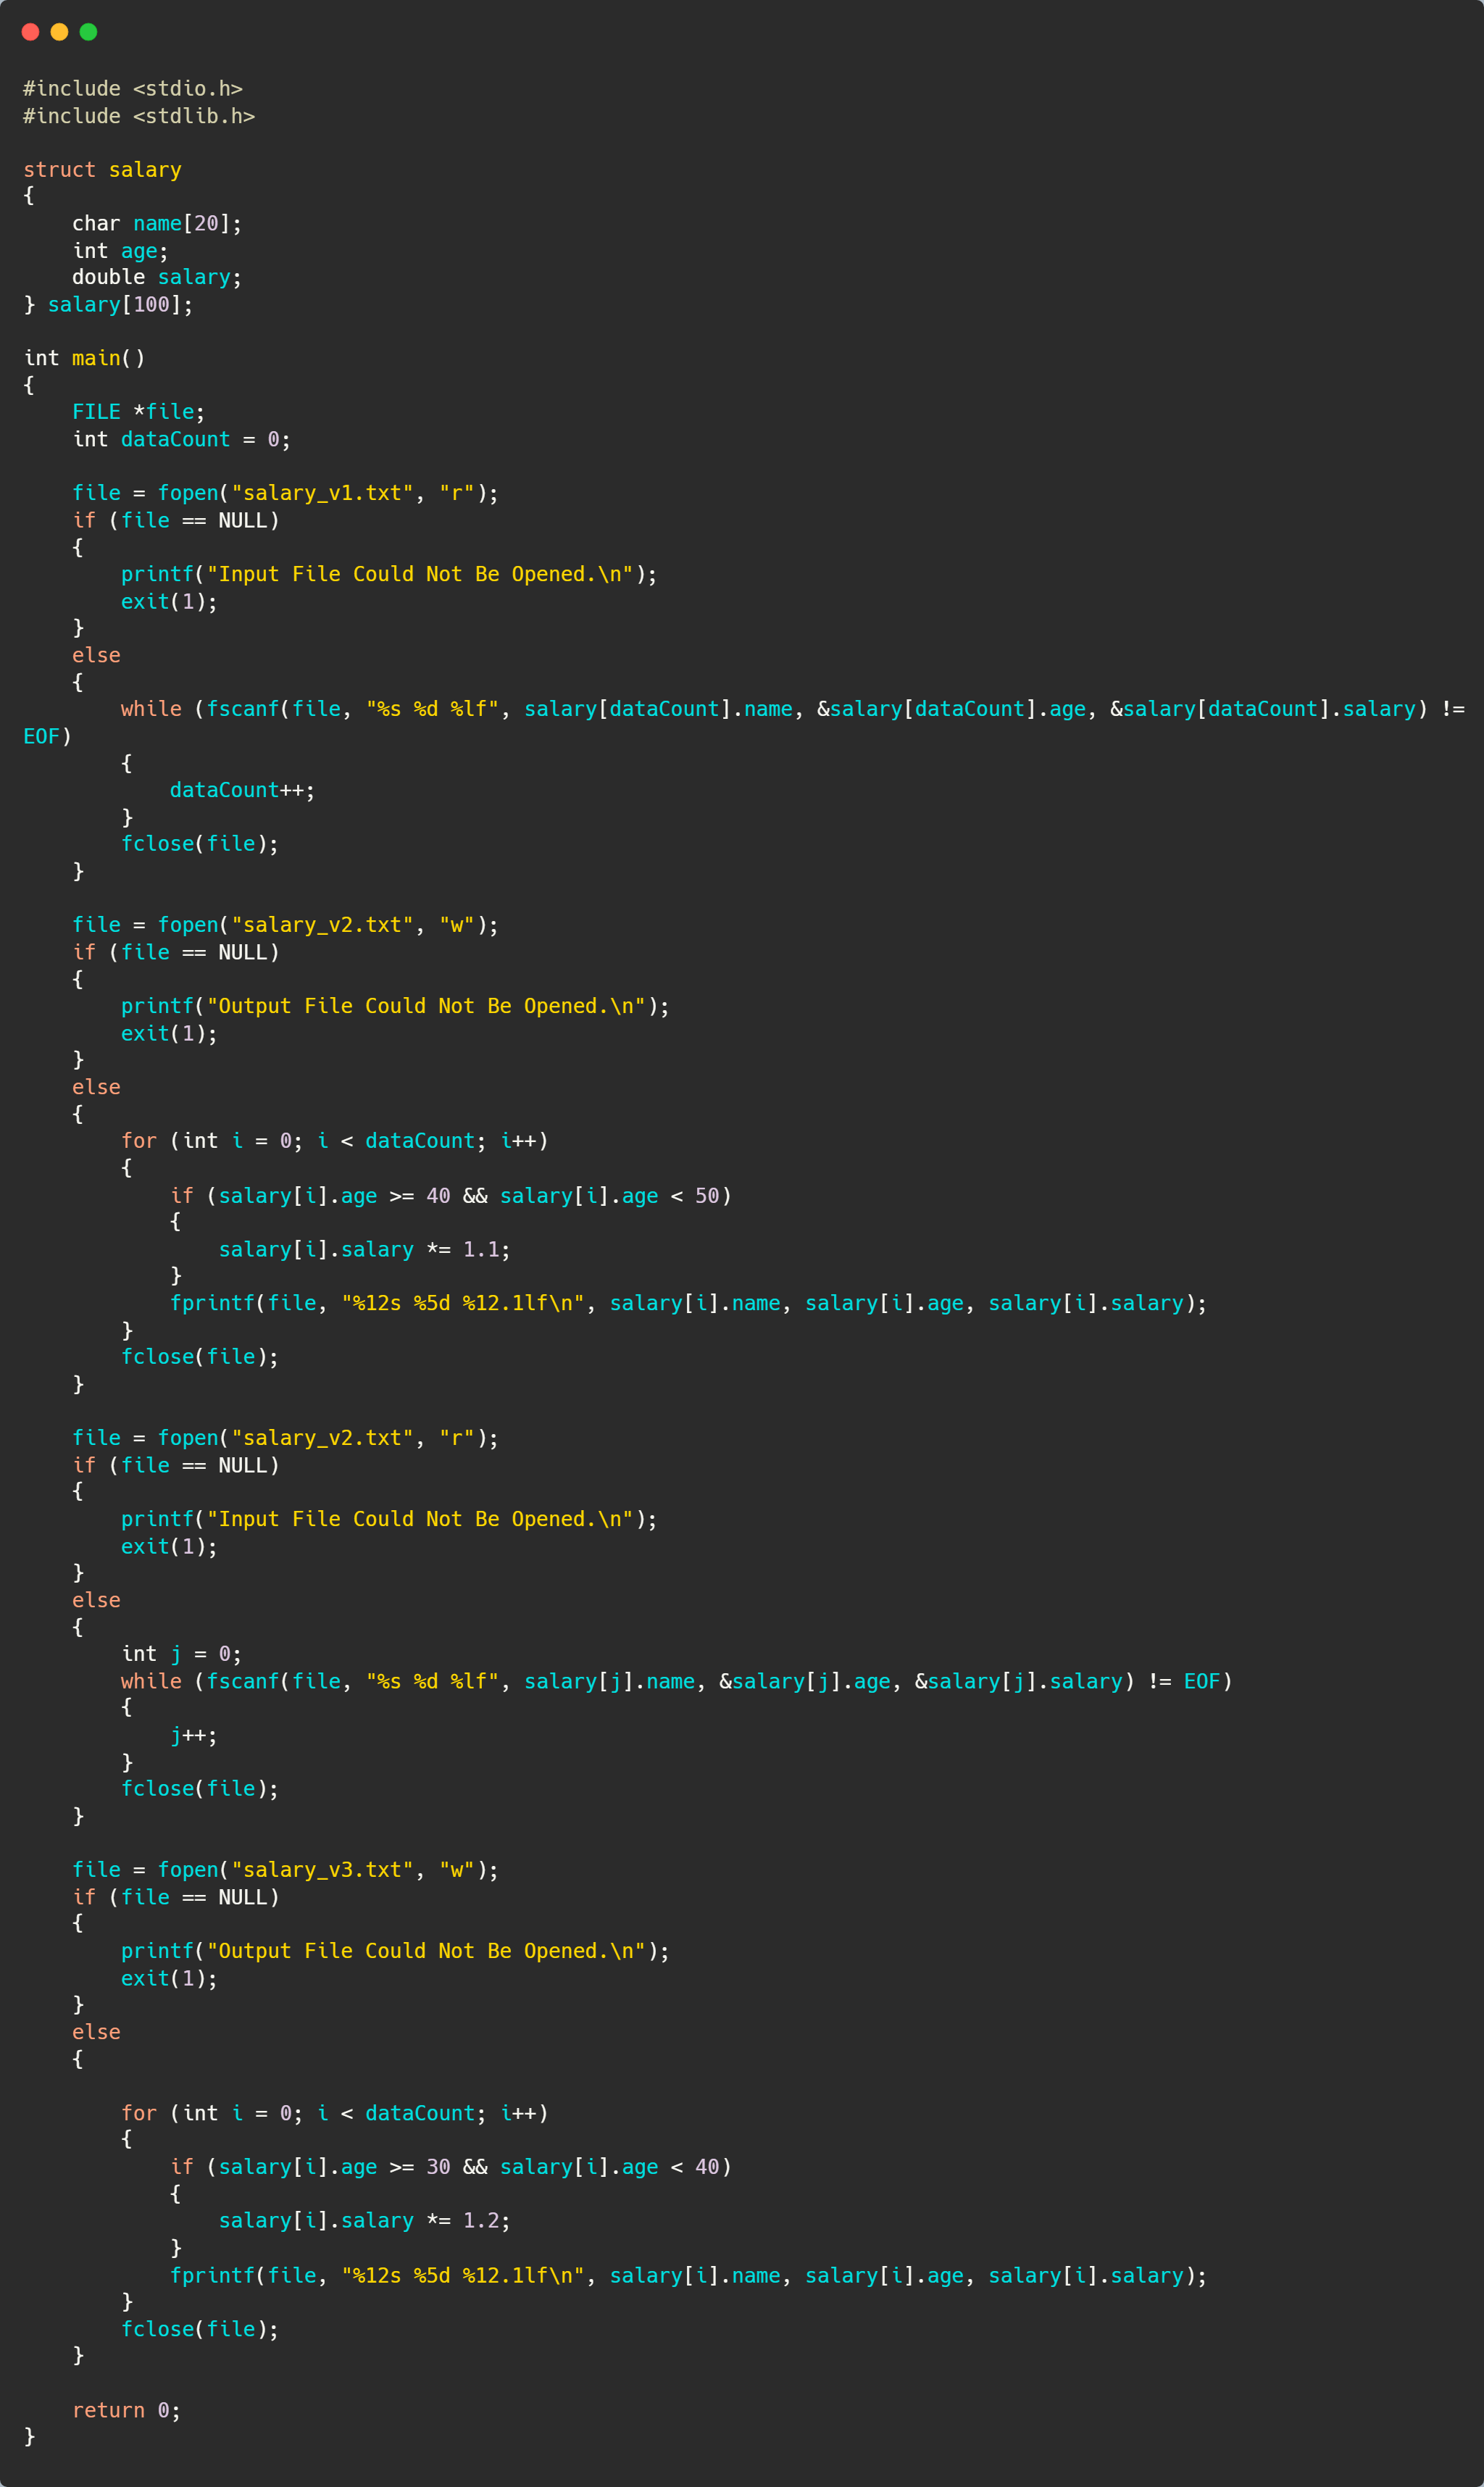 #include <stdio.h>
#include <stdlib.h>

struct salary
{
    char name[20];
    int age;
    double salary;
} salary[100];

int main()
{
    FILE *file;
    int dataCount = 0;

    file = fopen("salary_v1.txt", "r");
    if (file == NULL)
    {
        printf("Input File Could Not Be Opened.\n");
        exit(1);
    }
    else
    {
        while (fscanf(file, "%s %d %lf", salary[dataCount].name, &salary[dataCount].age, &salary[dataCount].salary) !=
EOF)
        {
            dataCount++;
        }
        fclose(file);
    }

    file = fopen("salary_v2.txt", "w");
    if (file == NULL)
    {
        printf("Output File Could Not Be Opened.\n");
        exit(1);
    }
    else
    {
        for (int i = 0; i < dataCount; i++)
        {
            if (salary[i].age >= 40 && salary[i].age < 50)
            {
                salary[i].salary *= 1.1;
            }
            fprintf(file, "%12s %5d %12.1lf\n", salary[i].name, salary[i].age, salary[i].salary);
        }
        fclose(file);
    }

    file = fopen("salary_v2.txt", "r");
    if (file == NULL)
    {
        printf("Input File Could Not Be Opened.\n");
        exit(1);
    }
    else
    {
        int j = 0;
        while (fscanf(file, "%s %d %lf", salary[j].name, &salary[j].age, &salary[j].salary) != EOF)
        {
            j++;
        }
        fclose(file);
    }

    file = fopen("salary_v3.txt", "w");
    if (file == NULL)
    {
        printf("Output File Could Not Be Opened.\n");
        exit(1);
    }
    else
    {

        for (int i = 0; i < dataCount; i++)
        {
            if (salary[i].age >= 30 && salary[i].age < 40)
            {
                salary[i].salary *= 1.2;
            }
            fprintf(file, "%12s %5d %12.1lf\n", salary[i].name, salary[i].age, salary[i].salary);
        }
        fclose(file);
    }

    return 0;
}